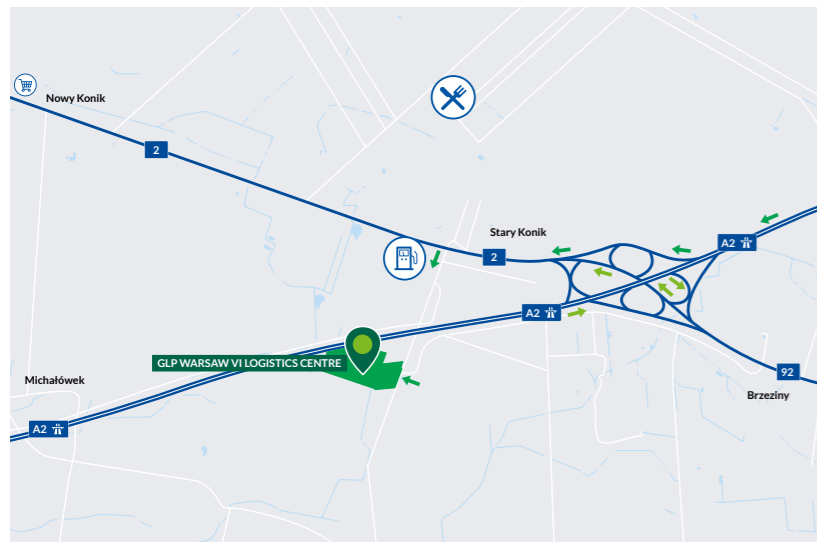 Nowy Konik
2
Stary Konik
A2
2
A2
GLP WARSAW VI LOGISTICS CENTRE
92
Michałówek
Brzeziny
A2